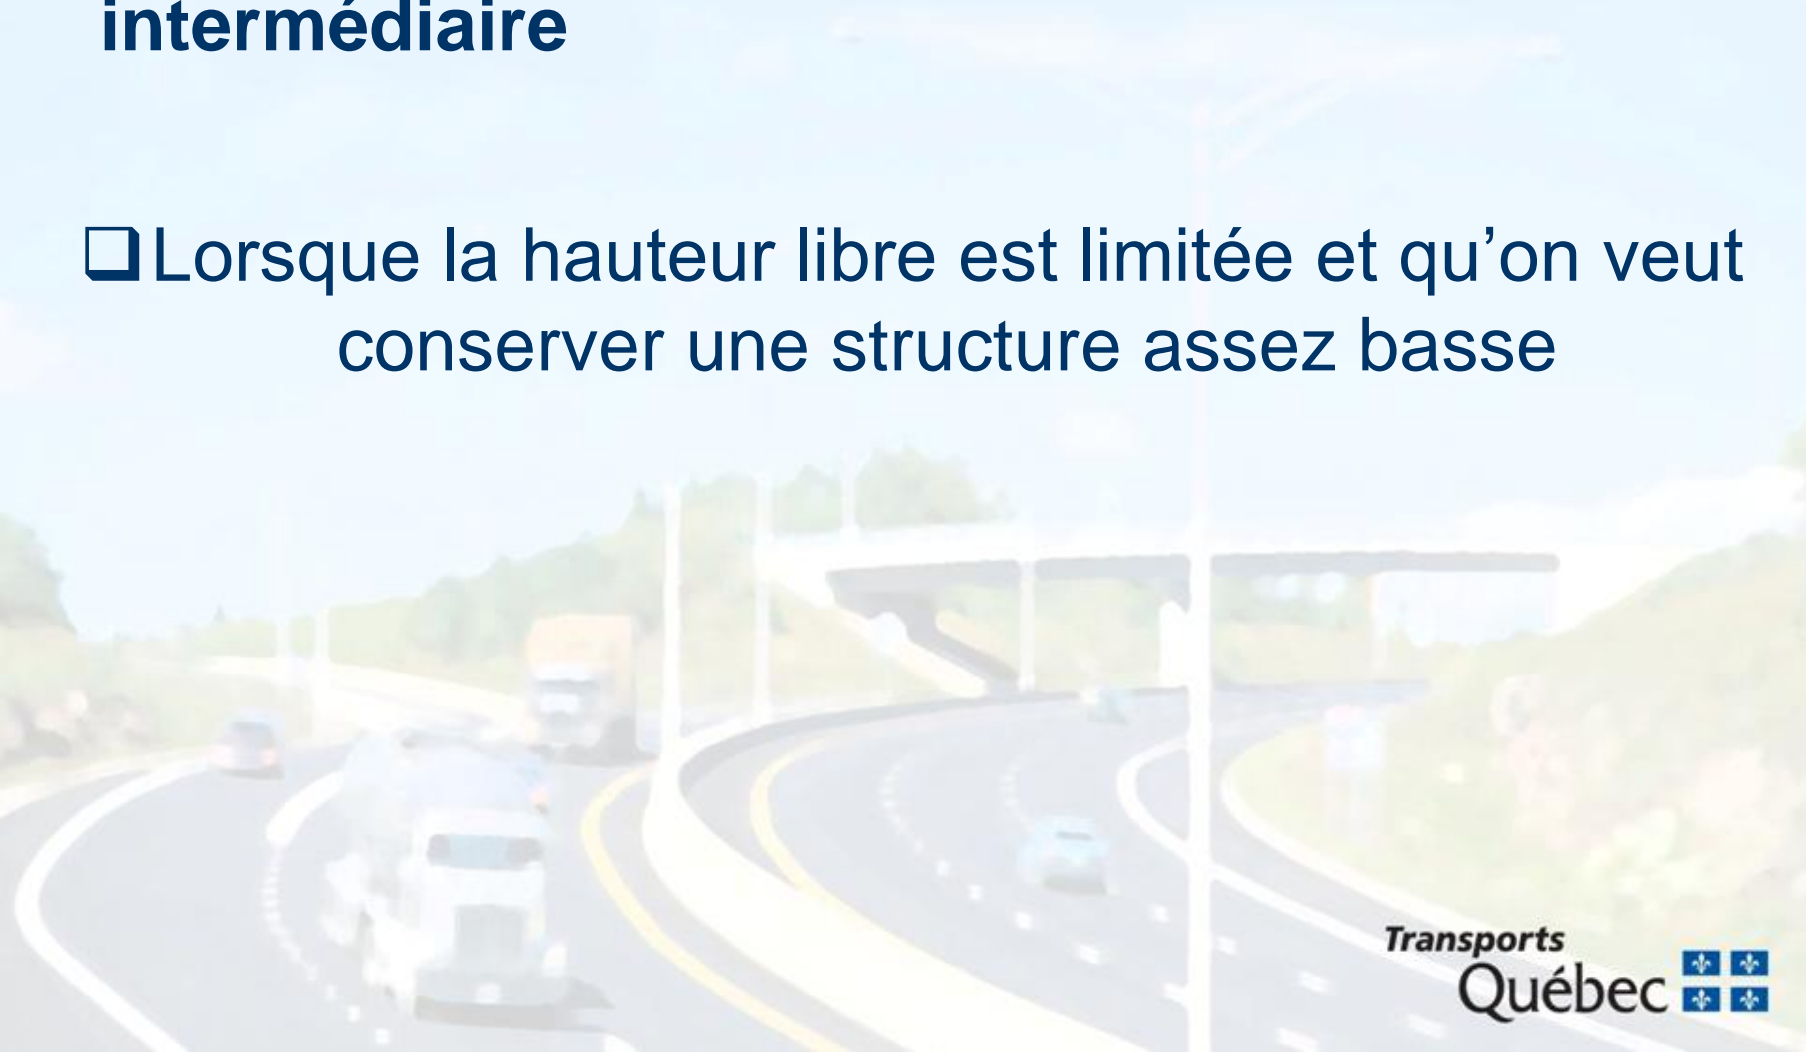 intermédiaire
❑Lorsque la hauteur libre est limitée et qu’on veut
conserver une structure assez basse
Transports
Québec